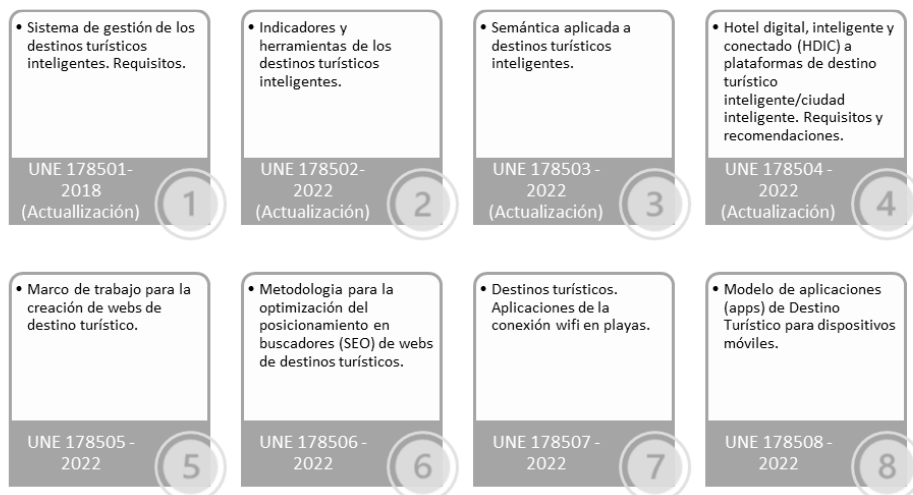 • Sistema de gestión de los
destinos turísticos
inteligentes. Requisitos.
UNE 178501-
2018
(Actuallización)
1
• Indicadores y
herramientas de los
destinos turísticos
inteligentes.
UNE 178502-
2022
(Actualización)
2
• Semántica aplicada a
destinos turísticos
inteligentes.
UNE 178503 -
2022
(Actualización)
3
• Hotel digital, inteligente y
conectado (HDIC) a
plataformas de destino
turístico
inteligente/ciudad
inteligente. Requisitos y
recomendaciones.
UNE 178504 -
2022
(Actualización)
4
• Marco de trabajo para la
creación de webs de
destino turístico.
UNE 178505 -
2022
5
• Metodologia para la
optimización del
posicionamiento en
buscadores (SEO) de webs
de destinos turísticos.
UNE 178506 -
2022
6
• Destinos turísticos.
Aplicaciones de la
conexión wifi en playas.
UNE 178507 -
2022
7
• Modelo de aplicaciones
(apps) de Destino
Turístico para dispositivos
móviles.
UNE 178508 -
2022
8